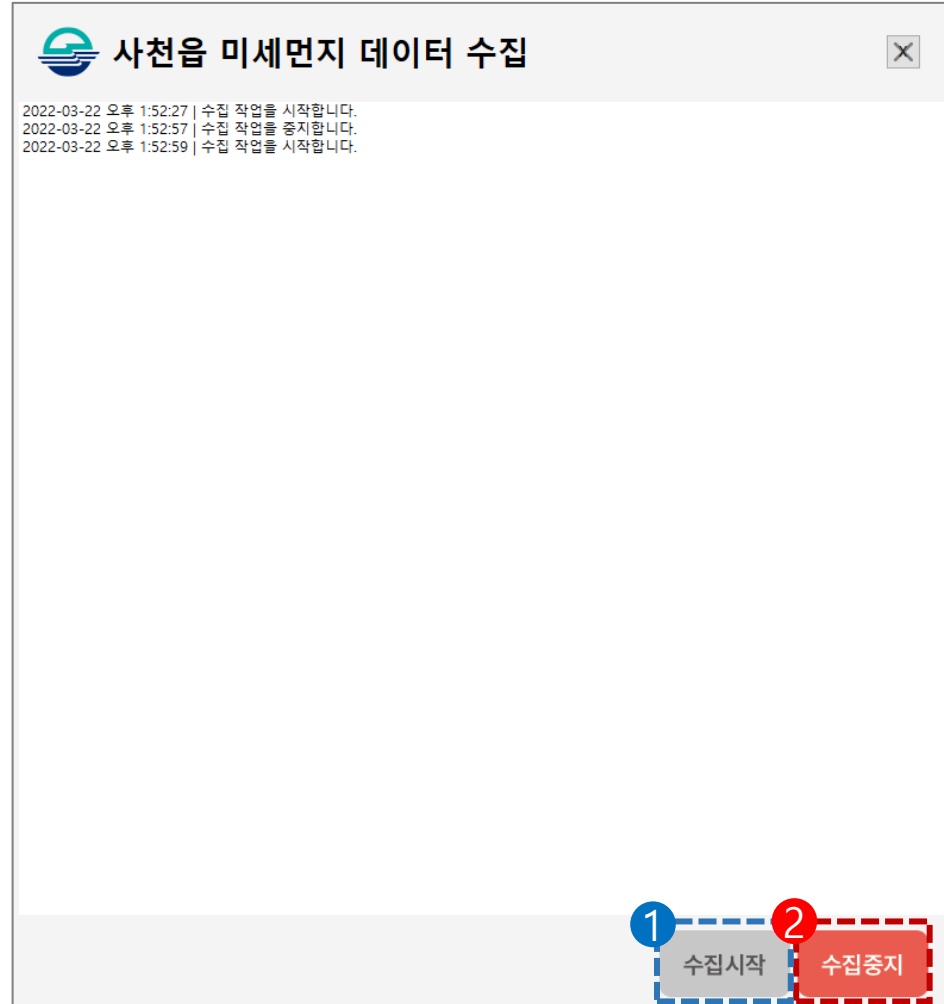 사천읍 미세먼지 데이터 수집
2022-03-22 오후 1:52:27 | 수집 작업을 시작합니다.
2022-03-22 오후 1:52:57 | 수집 작업을 중지합니다.
2022-03-22 오후 1:52:59 | 수집 작업을 시작합니다.
1 2
수집시작 수집중지